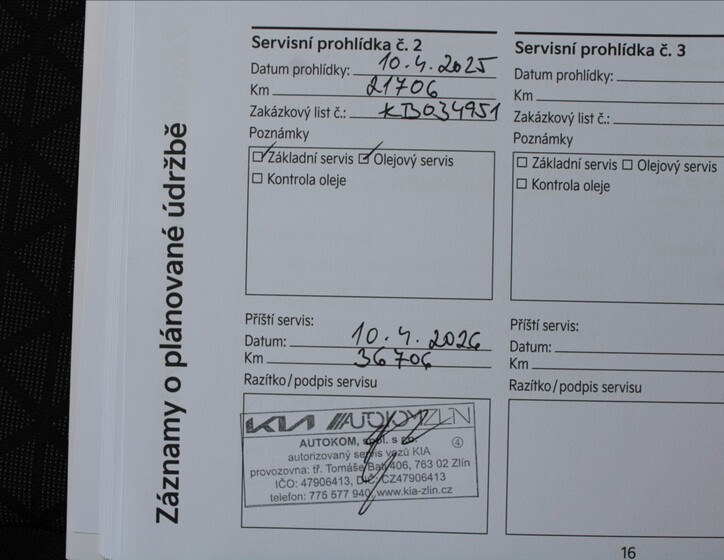 Záznamy o plánované údržbě
Servisní prohlídka č. 2
Datum prohlídky: 10.4.2025
Km 21706
Zakázkový list č.: KB034951
Poznámky
Základní servis Olejový servis
Kontrola oleje
Příští servis:
Datum: 10.4.2026
Km 36706
Razítko/podpis servisu
KIA AUTOKOM ZLÍN
AUTOKOM, spol. s r.o. 4
autorizovaný servis vozů KIA
provozovna: tř. Tomáše Bati 406, 763 02 Zlín
IČO: 47906413, DIČ: CZ47906413
telefon: 775 577 940, www.kia-zlin.cz
Servisní prohlídka č. 3
Datum prohlídky:
Km
Zakázkový list č.:
Poznámky
Základní servis Olejový servis
Kontrola oleje
Příští servis:
Datum:
Km
Razítko/podpis servisu
16